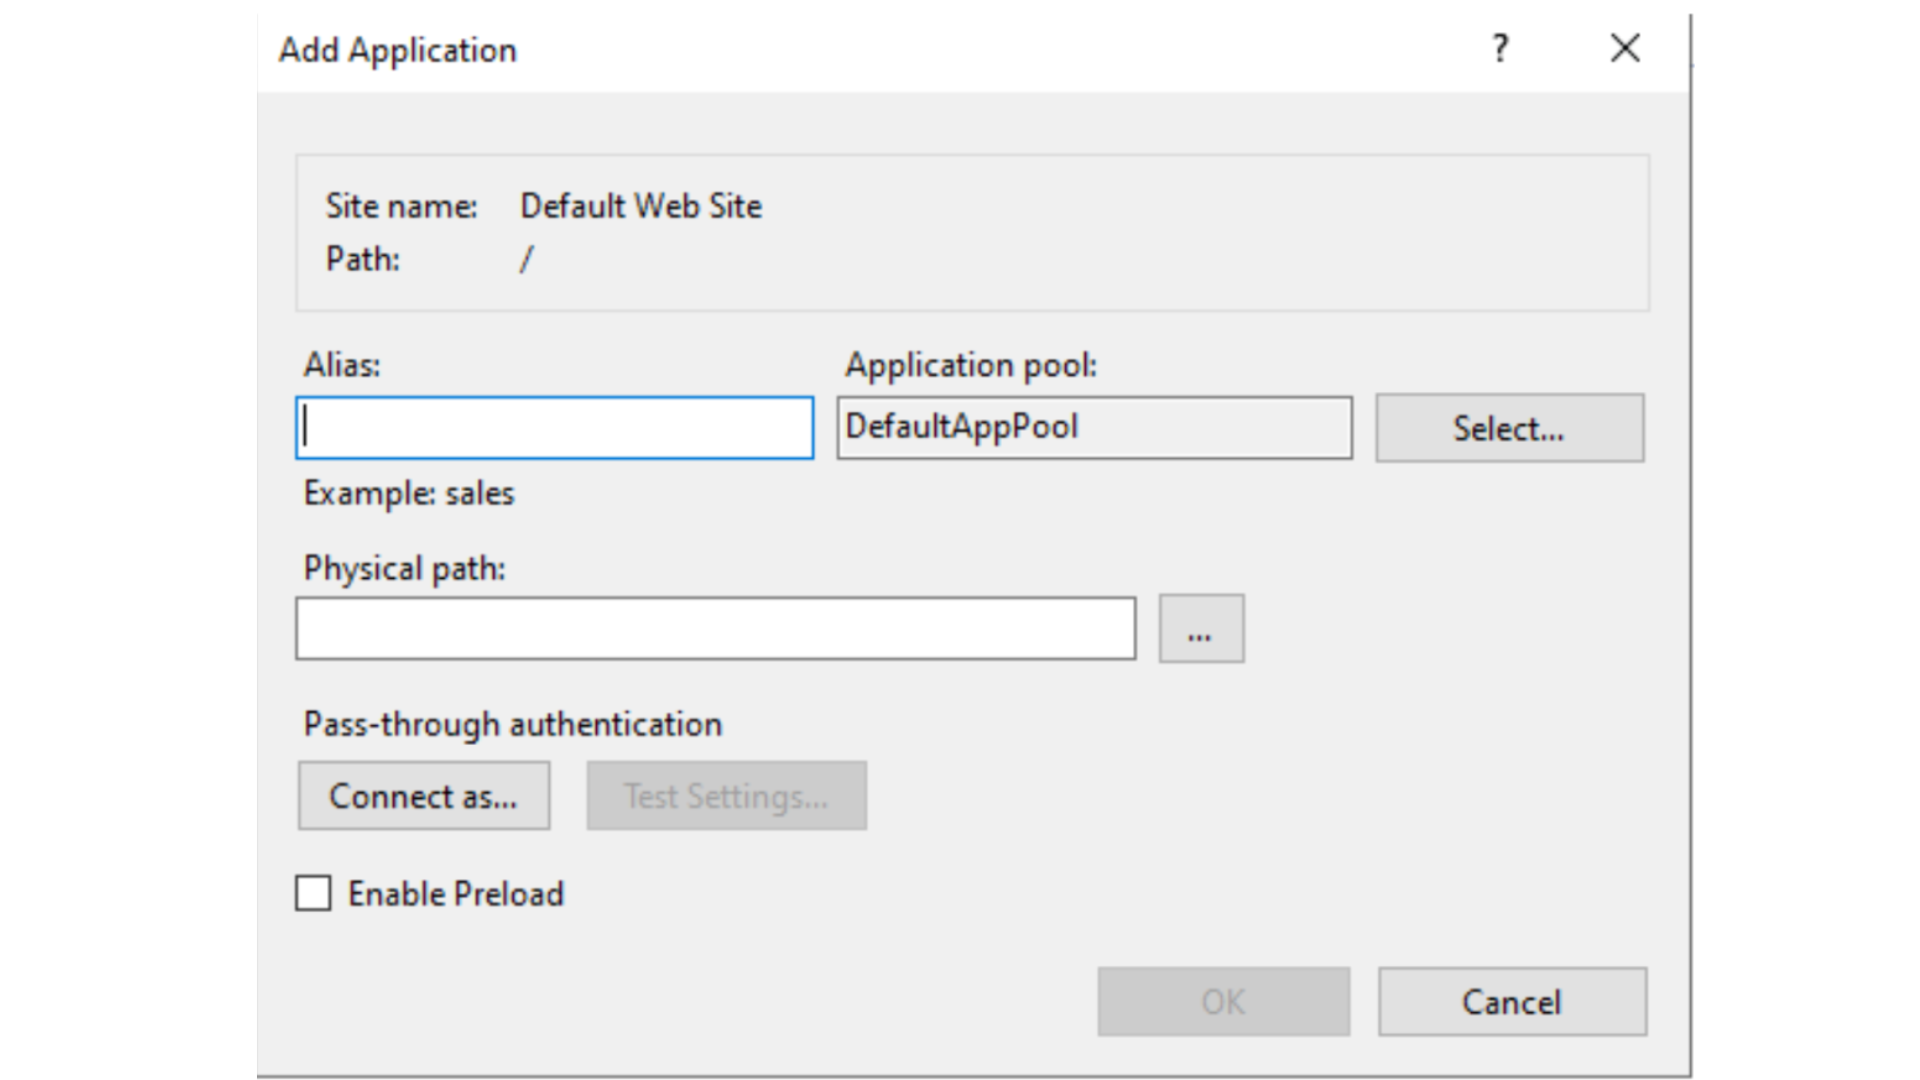 Add Application ?
Site name: Default Web Site
Path: /
Alias: Application pool:
DefaultAppPool Select...
Example: sales
Physical path:
...
Pass-through authentication
Connect as... Test Settings...
Enable Preload
OK Cancel